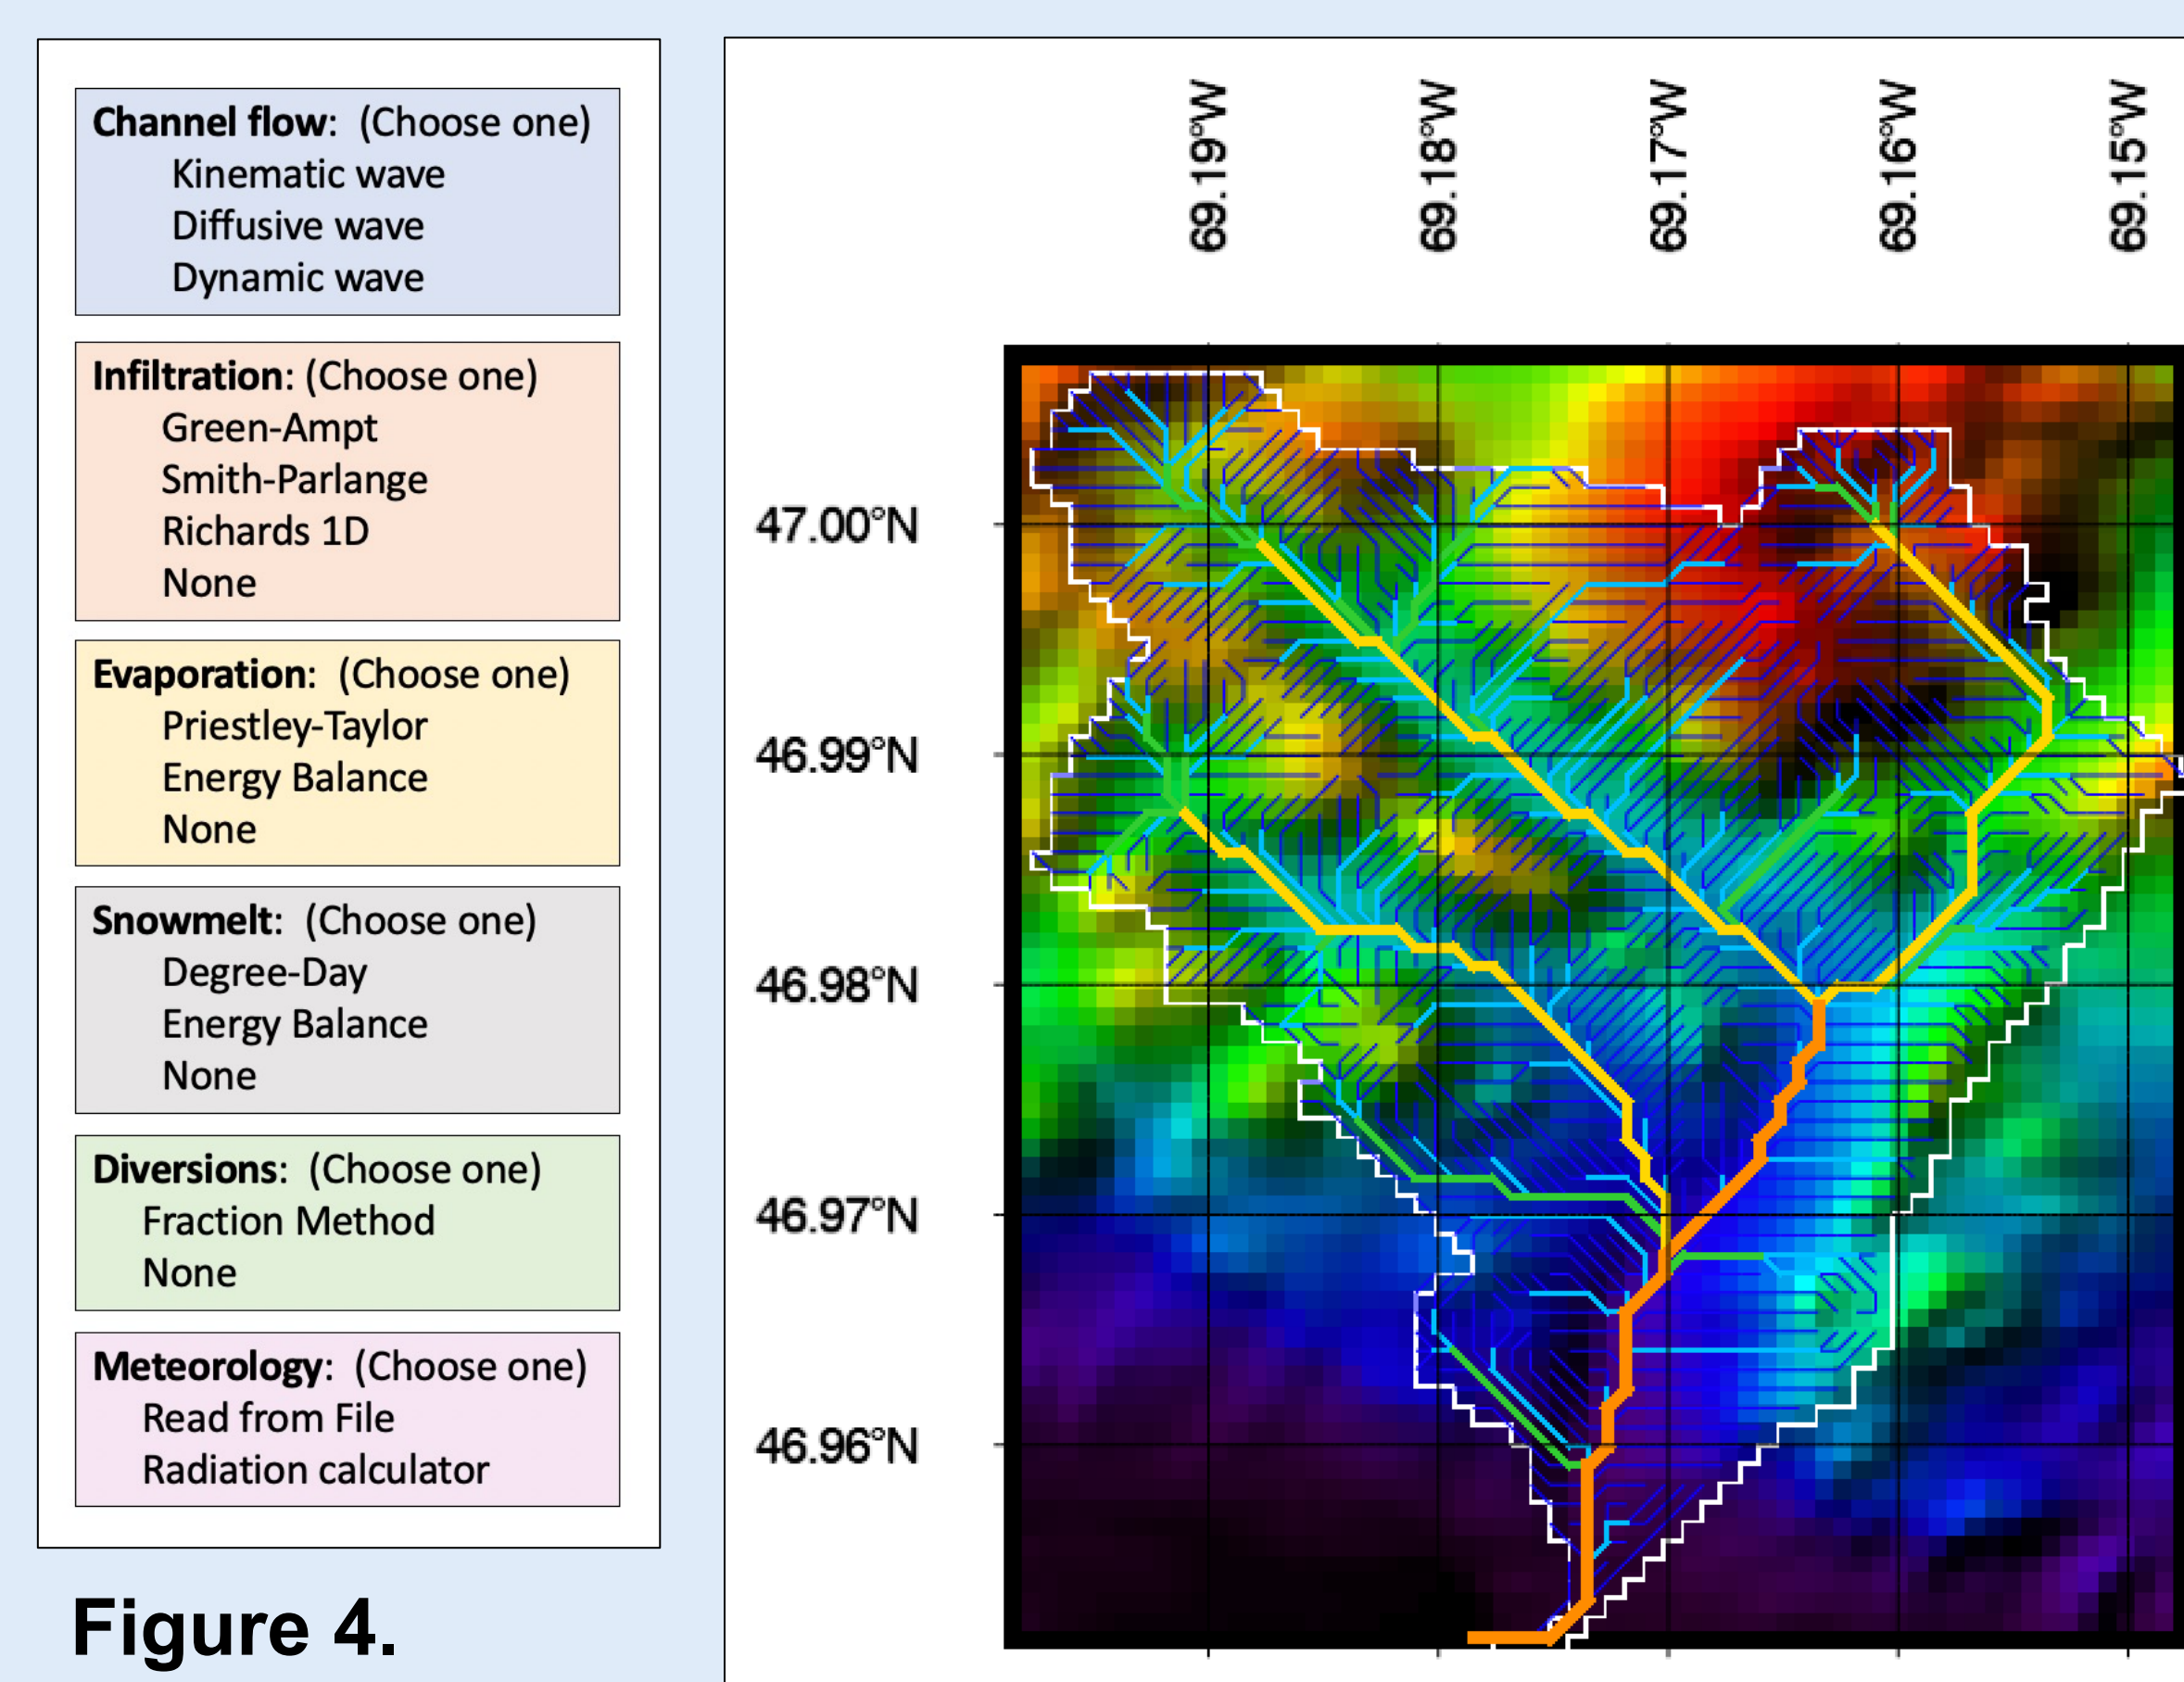 Channel flow: (Choose one)
Kinematic wave
Diffusive wave
Dynamic wave
Infiltration: (Choose one)
Green-Ampt
Smith-Parlange
Richards 1D
None
Evaporation: (Choose one)
Priestley-Taylor
Energy Balance
None
Snowmelt: (Choose one)
Degree-Day
Energy Balance
None
Diversions: (Choose one)
Fraction Method
None
Meteorology: (Choose one)
Read from File
Radiation calculator
Figure 4.
69.19°W
69.18°W
69.17°W
69.16°W
69.15°W
47.00°N
46.99°N
46.98°N
46.97°N
46.96°N